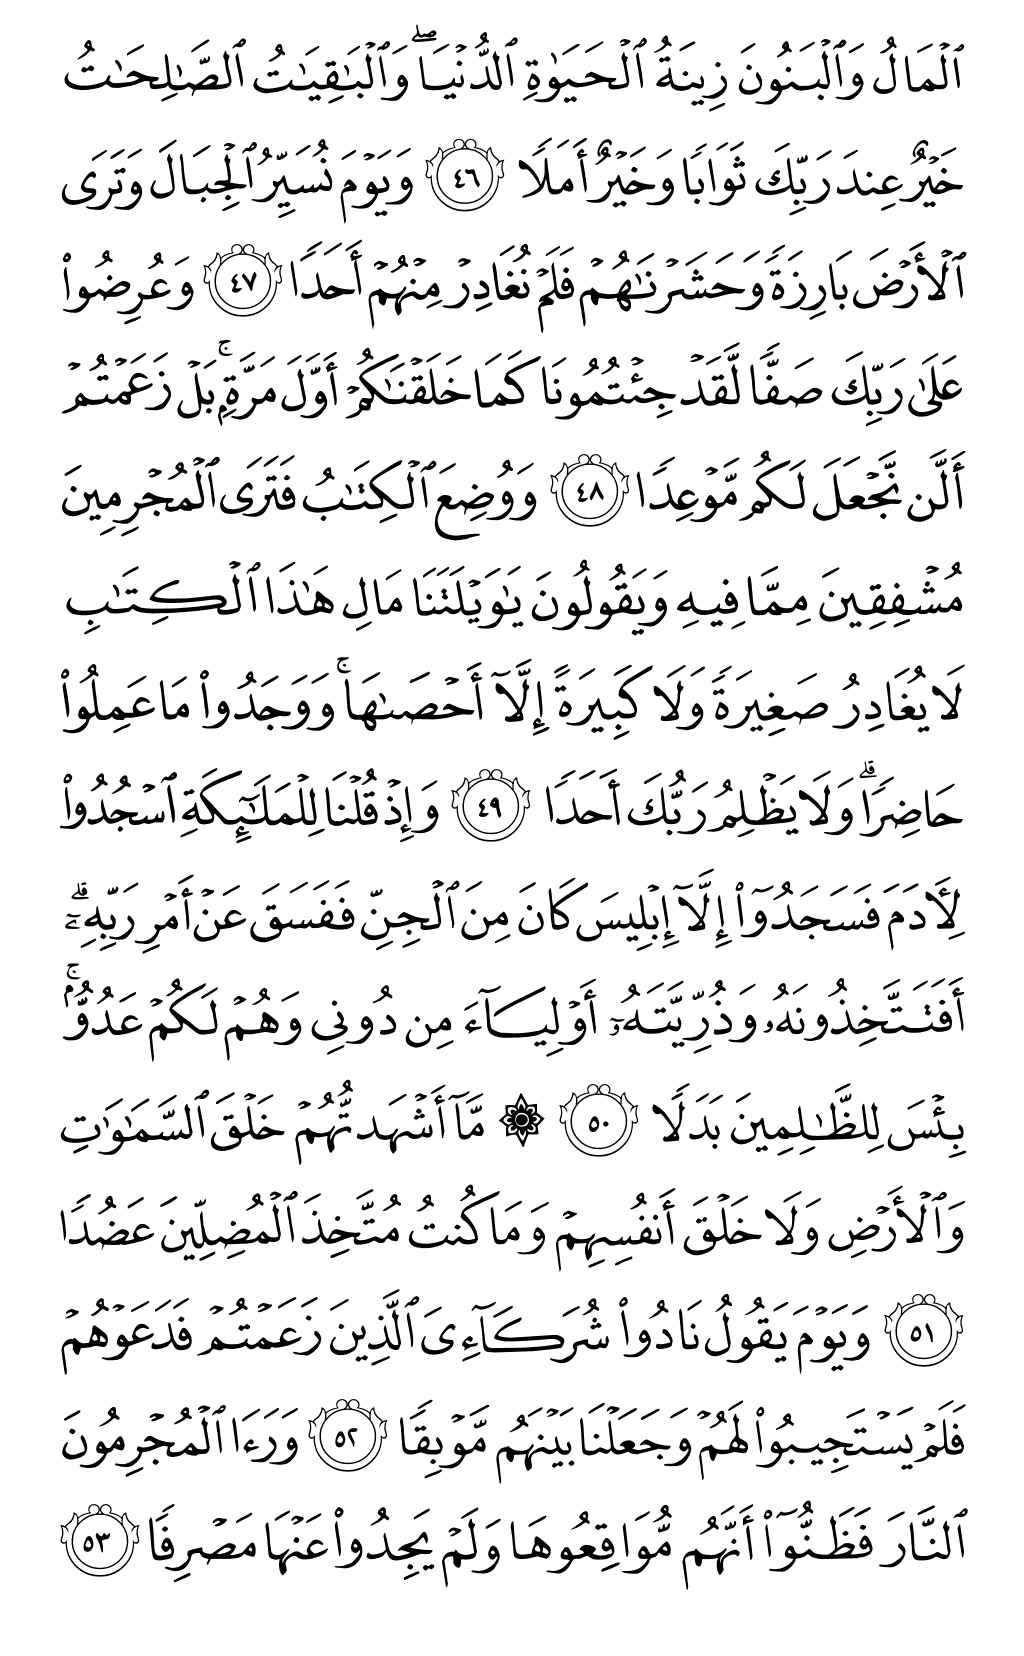 ٱلۡمَالُ وَٱلۡبَنُونَ زِينَةُ ٱلۡحَيَوٰةِ ٱلدُّنۡيَاۖ وَٱلۡبَٰقِيَٰتُ ٱلصَّٰلِحَٰتُ
خَيۡرٌ عِندَ رَبِّكَ ثَوَابٗا وَخَيۡرٌ أَمَلٗا ٤٦ وَيَوۡمَ نُسَيِّرُ ٱلۡجِبَالَ وَتَرَى
ٱلۡأَرۡضَ بَارِزَةٗ وَحَشَرۡنَٰهُمۡ فَلَمۡ نُغَادِرۡ مِنۡهُمۡ أَحَدٗا ٤٧ وَعُرِضُواْ
عَلَىٰ رَبِّكَ صَفّٗا لَّقَدۡ جِئۡتُمُونَا كَمَا خَلَقۡنَٰكُمۡ أَوَّلَ مَرَّةِۭۚ بَلۡ زَعَمۡتُمۡ
أَلَّن نَّجۡعَلَ لَكُم مَّوۡعِدٗا ٤٨ وَوُضِعَ ٱلۡكِتَٰبُ فَتَرَى ٱلۡمُجۡرِمِينَ
مُشۡفِقِينَ مِمَّا فِيهِ وَيَقُولُونَ يَٰوَيۡلَتَنَا مَالِ هَٰذَا ٱلۡكِتَٰبِ
لَا يُغَادِرُ صَغِيرَةٗ وَلَا كَبِيرَةً إِلَّآ أَحۡصَىٰهَاۚ وَوَجَدُواْ مَا عَمِلُواْ
حَاضِرٗاۗ وَلَا يَظۡلِمُ رَبُّكَ أَحَدٗا ٤٩ وَإِذۡ قُلۡنَا لِلۡمَلَٰٓئِكَةِ ٱسۡجُدُواْ
لِأٓدَمَ فَسَجَدُوٓاْ إِلَّآ إِبۡلِيسَ كَانَ مِنَ ٱلۡجِنِّ فَفَسَقَ عَنۡ أَمۡرِ رَبِّهِۦٓۗ
أَفَتَتَّخِذُونَهُۥ وَذُرِّيَّتَهُۥٓ أَوۡلِيَآءَ مِن دُونِي وَهُمۡ لَكُمۡ عَدُوُّۢۚ
بِئۡسَ لِلظَّٰلِمِينَ بَدَلٗا ٥٠ ۞ مَّآ أَشۡهَدتُّهُمۡ خَلۡقَ ٱلسَّمَٰوَٰتِ
وَٱلۡأَرۡضِ وَلَا خَلۡقَ أَنفُسِهِمۡ وَمَا كُنتُ مُتَّخِذَ ٱلۡمُضِلِّينَ عَضُدٗا
٥١ وَيَوۡمَ يَقُولُ نَادُواْ شُرَكَآءِيَ ٱلَّذِينَ زَعَمۡتُمۡ فَدَعَوۡهُمۡ
فَلَمۡ يَسۡتَجِيبُواْ لَهُمۡ وَجَعَلۡنَا بَيۡنَهُم مَّوۡبِقٗا ٥٢ وَرَءَا ٱلۡمُجۡرِمُونَ
ٱلنَّارَ فَظَنُّوٓاْ أَنَّهُم مُّوَاقِعُوهَا وَلَمۡ يَجِدُواْ عَنۡهَا مَصۡرِفٗا ٥٣